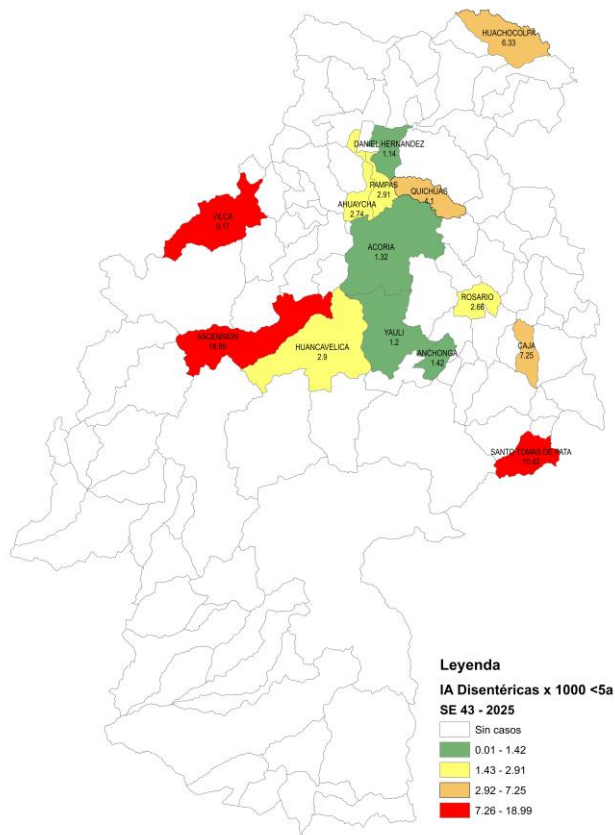 HUACHOCOLPA
6.33
DANIEL HERNANDEZ
1.14
PAMPAS
2.91
QUICHUAS
4.1
AHUAYCHA
2.74
VILCA
9.17
ACORIA
1.32
ROSARIO
2.66
ASCENSION
18.99
HUANCAVELICA
2.9
YAULI
1.2
ANCHONGA
1.42
CAJA
7.25
SANTO TOMAS DE PATA
10.42
Leyenda
IA Disentéricas x 1000 <5a
SE 43 - 2025
Sin casos
0.01 - 1.42
1.43 - 2.91
2.92 - 7.25
7.26 - 18.99